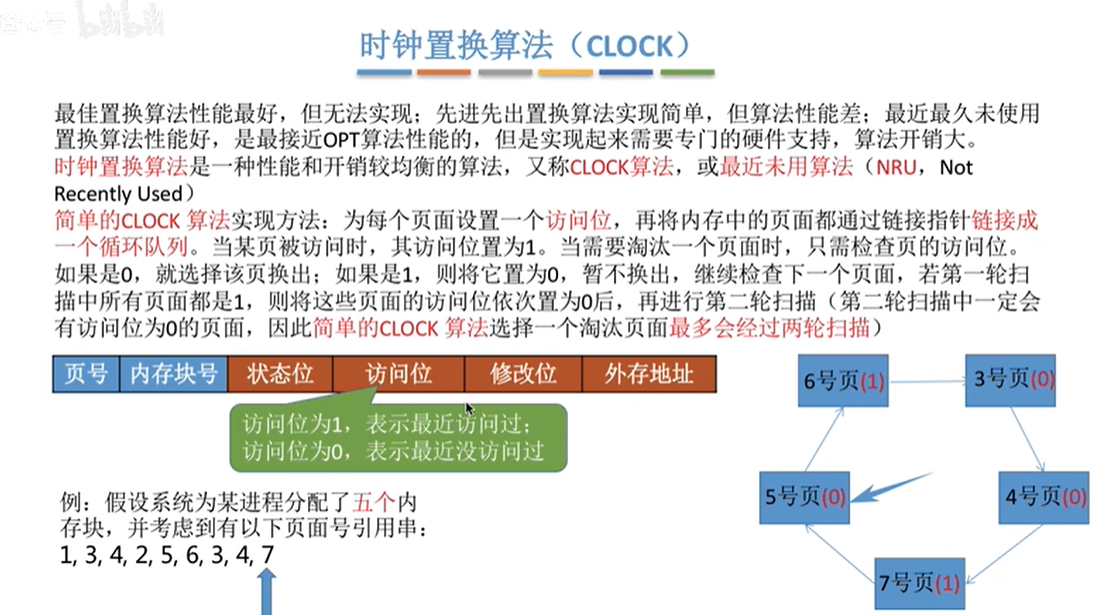 bilibili
时钟置换算法（CLOCK）
最佳置换算法性能最好，但无法实现；先进先出置换算法实现简单，但算法性能差；最近最久未使用
置换算法性能好，是最接近OPT算法性能的，但是实现起来需要专门的硬件支持，算法开销大。
时钟置换算法是一种性能和开销较均衡的算法，又称CLOCK算法，或最近未用算法（NRU，Not
Recently Used）
简单的CLOCK 算法实现方法：为每个页面设置一个访问位，再将内存中的页面都通过链接指针链接成
一个循环队列。当某页被访问时，其访问位置为1。当需要淘汰一个页面时，只需检查页的访问位。
如果是0，就选择该页换出；如果是1，则将它置为0，暂不换出，继续检查下一个页面，若第一轮扫
描中所有页面都是1，则将这些页面的访问位依次置为0后，再进行第二轮扫描（第二轮扫描中一定会
有访问位为0的页面，因此简单的CLOCK 算法选择一个淘汰页面最多会经过两轮扫描）
页号 内存块号 状态位 访问位 修改位 外存地址
访问位为1，表示最近访问过；
访问位为0，表示最近没访问过
例：假设系统为某进程分配了五个内
存块，并考虑到有以下页面号引用串：
1, 3, 4, 2, 5, 6, 3, 4, 7
6号页(1)
3号页(0)
5号页(0)
4号页(0)
7号页(1)